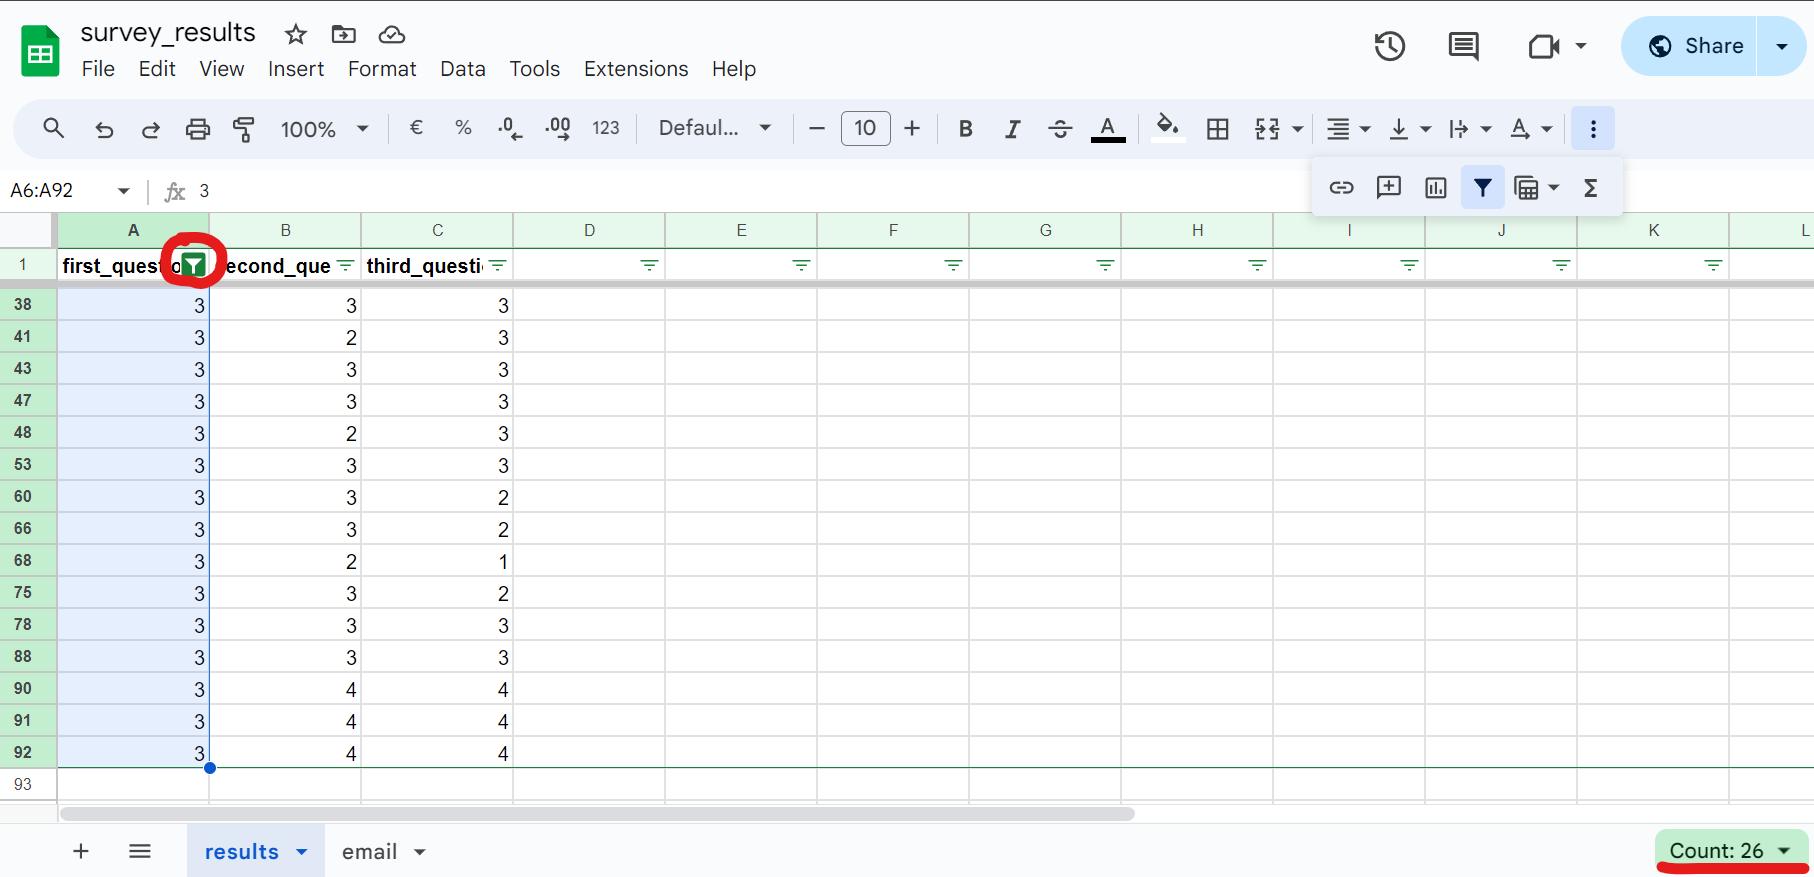 survey_results
File Edit View Insert Format Data Tools Extensions Help
Share
100% € % .0 .00 123 Defaul... 10 B I A A
A6:A92 fx 3
A B C D E F G H I J K L
1 first_questio econd_que third_questi
38 3 3 3
41 3 2 3
43 3 3 3
47 3 3 3
48 3 2 3
53 3 3 3
60 3 3 2
66 3 3 2
68 3 2 1
75 3 3 2
78 3 3 3
88 3 3 3
90 3 4 4
91 3 4 4
92 3 4 4
93
results email Count: 26